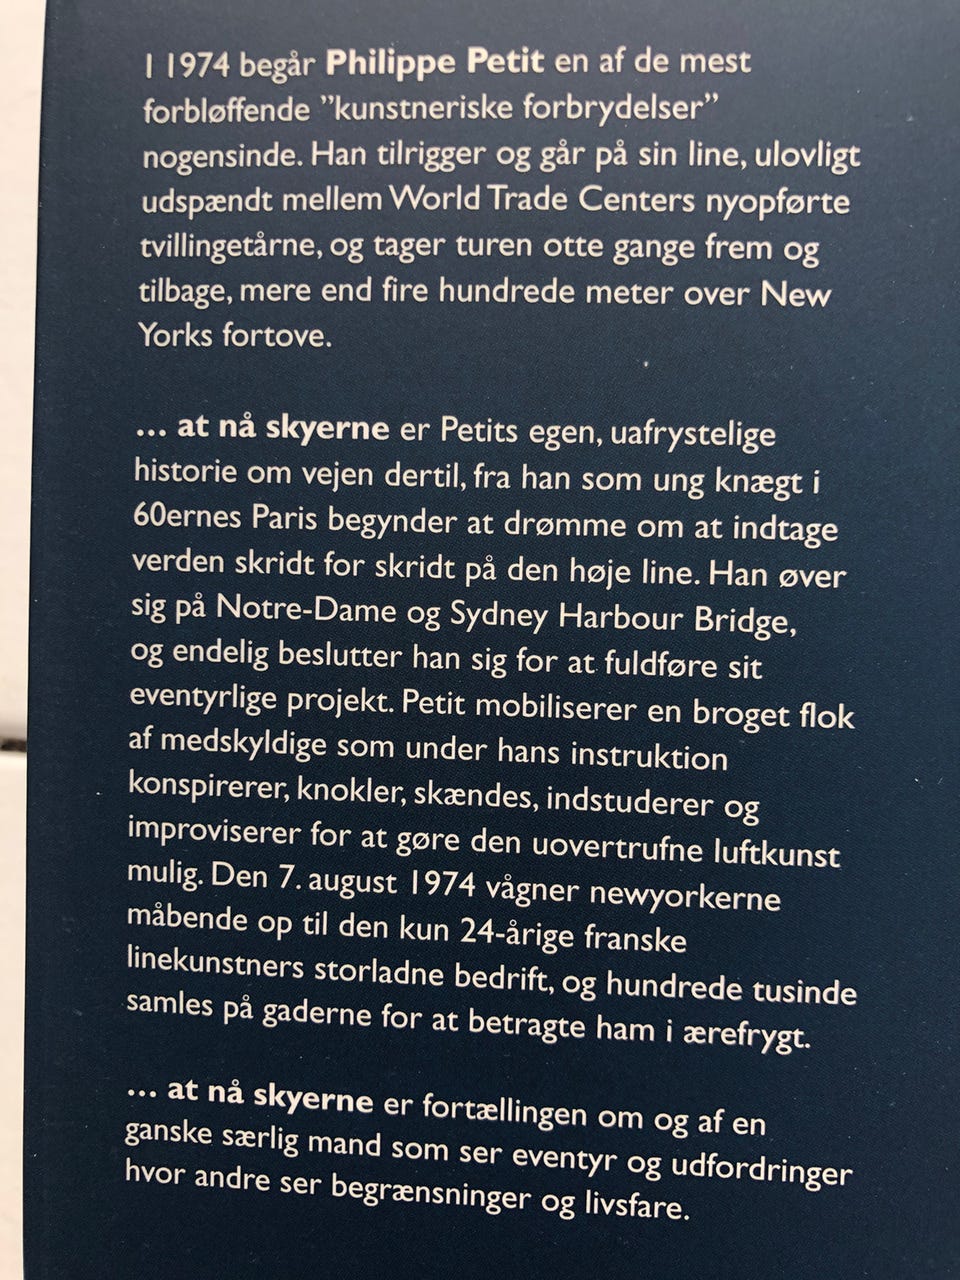 I 1974 begår Philippe Petit en af de mest
forbløffende ”kunstneriske forbrydelser”
nogensinde. Han tilrigger og går på sin line, ulovligt
udspændt mellem World Trade Centers nyopførte
tvillingetårne, og tager turen otte gange frem og
tilbage, mere end fire hundrede meter over New
Yorks fortove.
... at nå skyerne er Petits egen, uafrystelige
historie om vejen dertil, fra han som ung knægt i
60ernes Paris begynder at drømme om at indtage
verden skridt for skridt på den høje line. Han øver
sig på Notre-Dame og Sydney Harbour Bridge,
og endelig beslutter han sig for at fuldføre sit
eventyrlige projekt. Petit mobiliserer en broget flok
af medskyldige som under hans instruktion
konspirerer, knokler, skændes, indstuderer og
improviserer for at gøre den uovertrufne luftkunst
mulig. Den 7. august 1974 vågner newyorkerne
måbende op til den kun 24-årige franske
linekunstners storladne bedrift, og hundrede tusinde
samles på gaderne for at betragte ham i ærefrygt.
... at nå skyerne er fortællingen om og af en
ganske særlig mand som ser eventyr og udfordringer
hvor andre ser begrænsninger og livsfare.